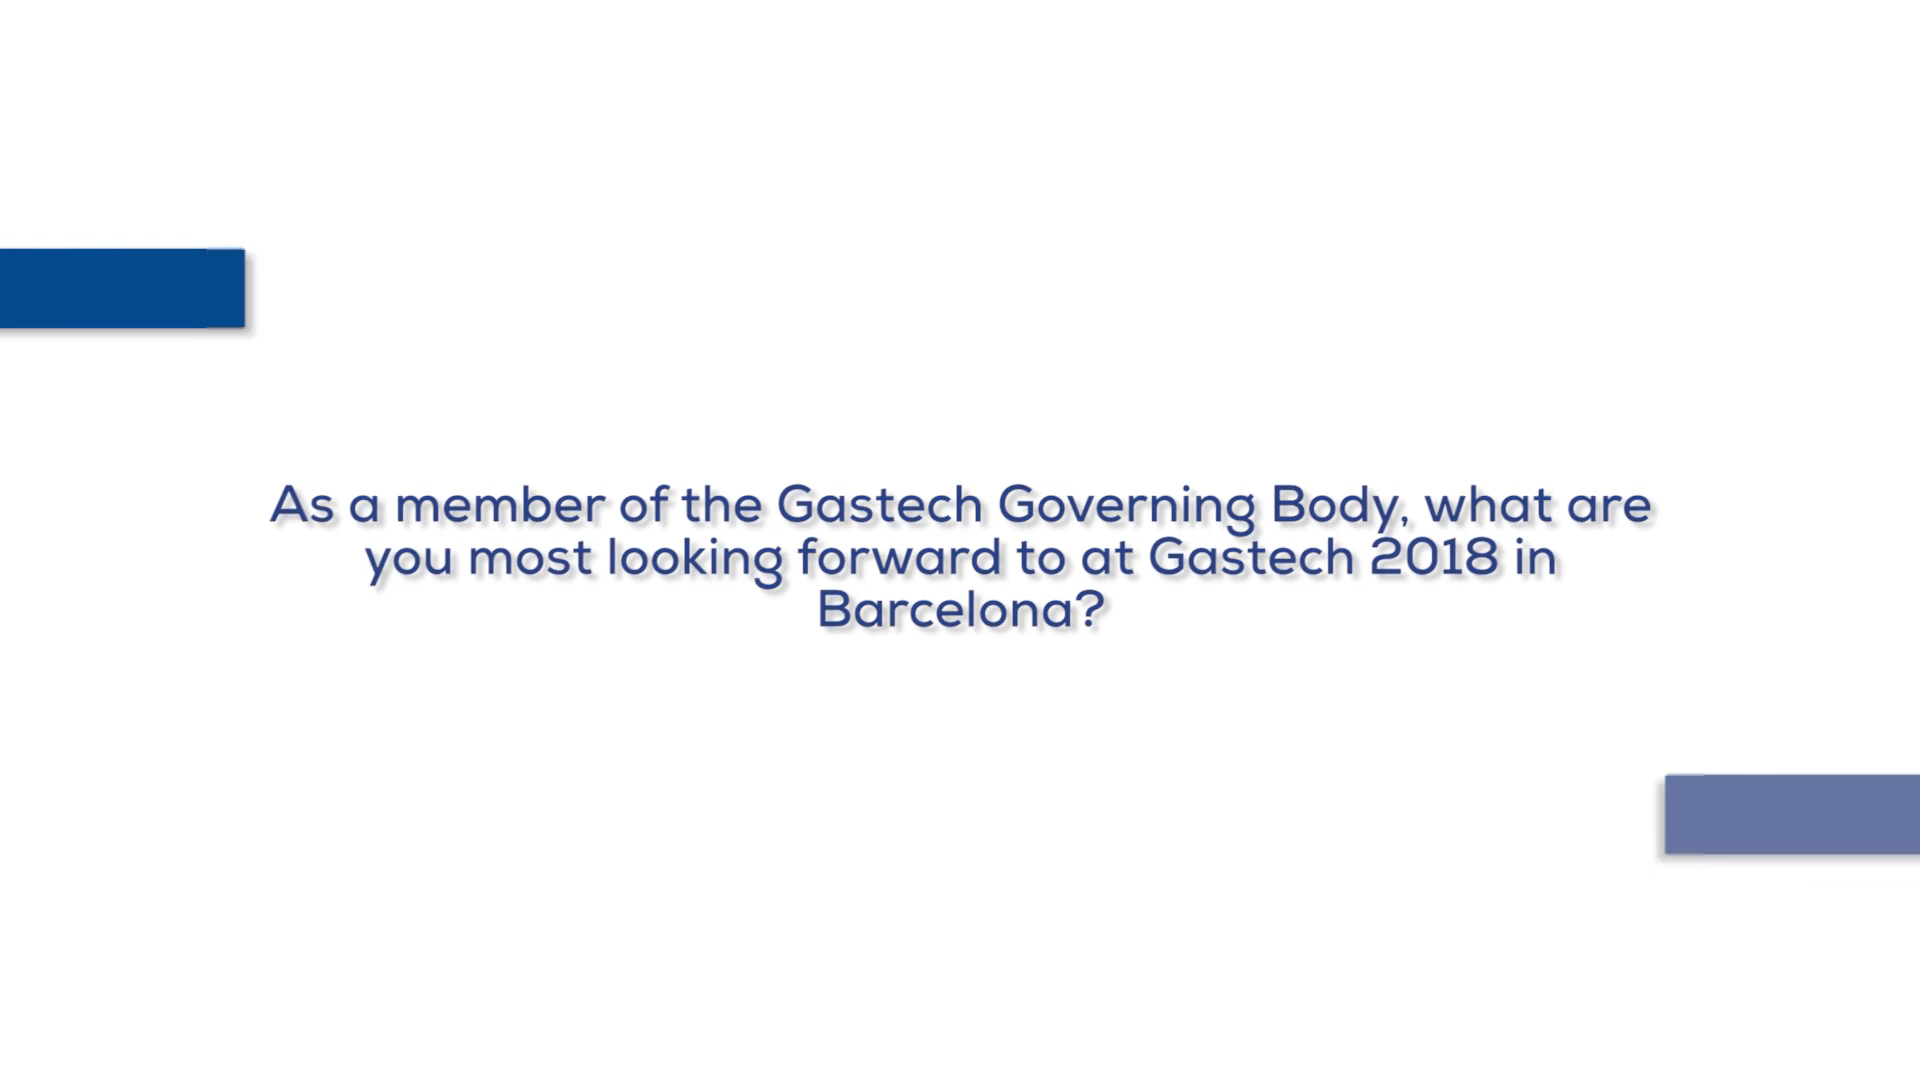 As a member of the Gastech Governing Body, what are
you most looking forward to at Gastech 2018 in
Barcelona?